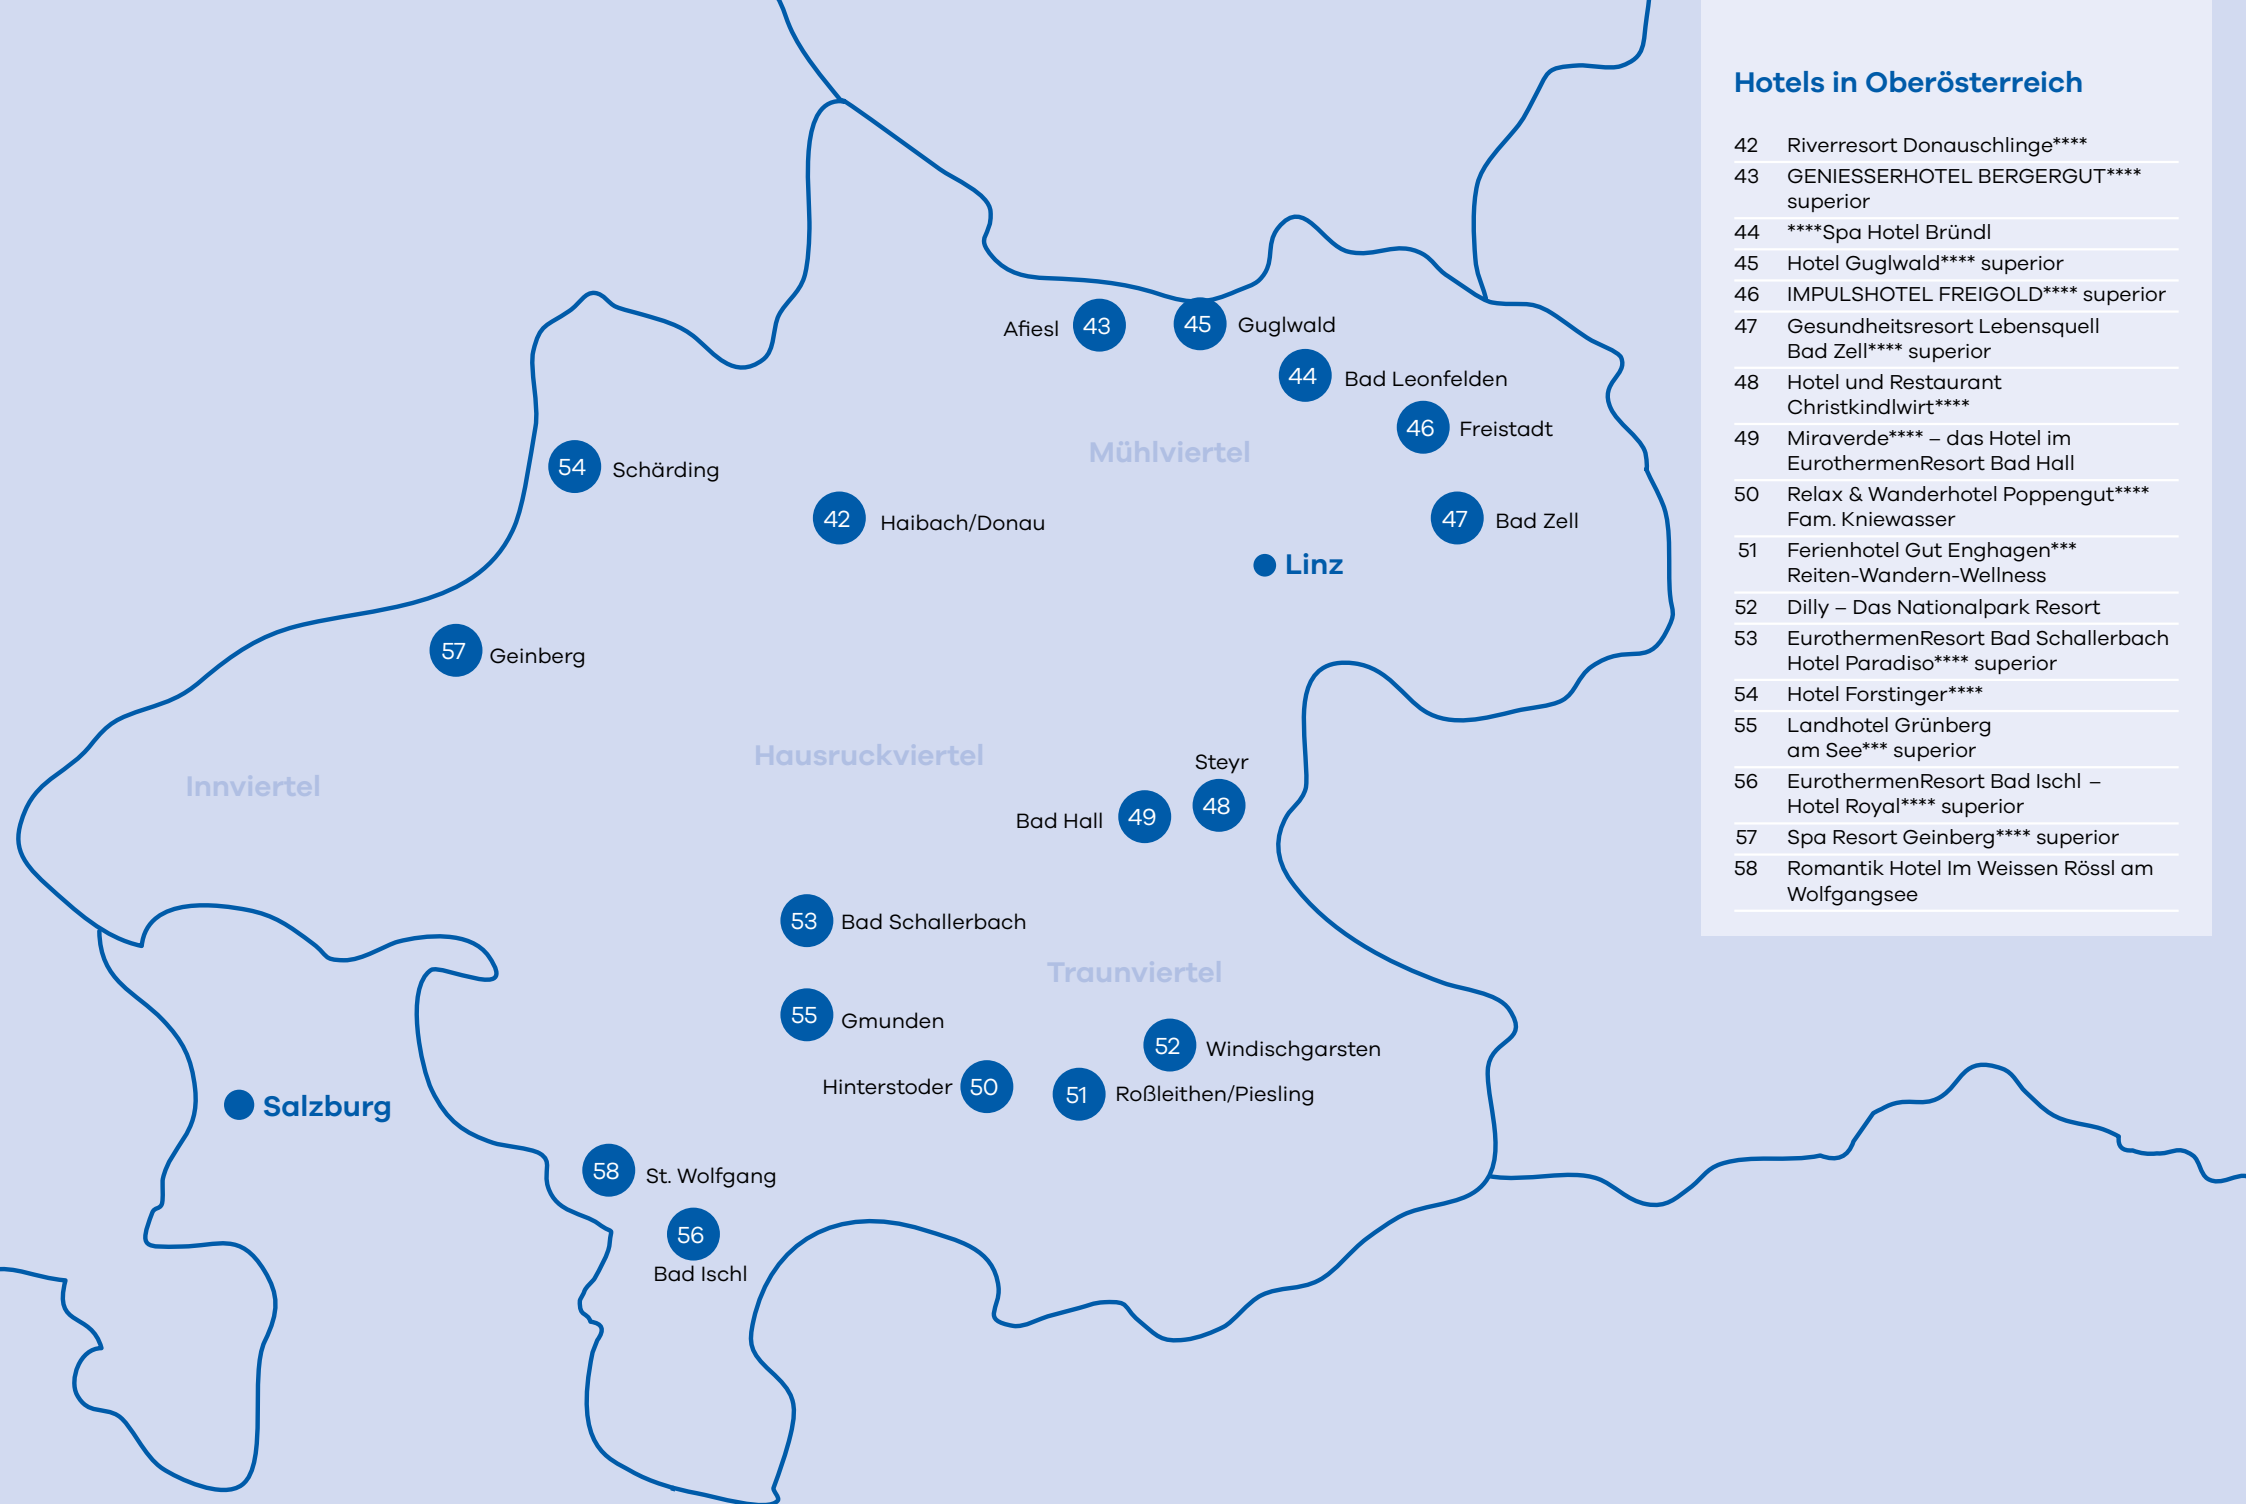 Hotels in Oberösterreich
42 Riverresort Donauschlinge****
43 GENIESSERHOTEL BERGERGUT****
superior
44 ****Spa Hotel Bründl
45 Hotel Guglwald**** superior
46 IMPULSHOTEL FREIGOLD**** superior
47 Gesundheitsresort Lebensquell
Bad Zell**** superior
48 Hotel und Restaurant
Christkindlwirt****
49 Miraverde**** – das Hotel im
EurothermenResort Bad Hall
50 Relax & Wanderhotel Poppengut****
Fam. Kniewasser
51 Ferienhotel Gut Enghagen***
Reiten-Wandern-Wellness
52 Dilly – Das Nationalpark Resort
53 EurothermenResort Bad Schallerbach
Hotel Paradiso**** superior
54 Hotel Forstinger****
55 Landhotel Grünberg
am See*** superior
56 EurothermenResort Bad Ischl –
Hotel Royal**** superior
57 Spa Resort Geinberg**** superior
58 Romantik Hotel Im Weissen Rössl am
Wolfgangsee
Afiesl 43
45 Guglwald
44 Bad Leonfelden
46 Freistadt
Mühlviertel
54 Schärding
42 Haibach/Donau
47 Bad Zell
Linz
57 Geinberg
Hausruckviertel
Innviertel
Steyr
48
Bad Hall 49
53 Bad Schallerbach
Traunviertel
55 Gmunden
52 Windischgarsten
Hinterstoder 50
51 Roßleithen/Piesling
Salzburg
58 St. Wolfgang
56
Bad Ischl